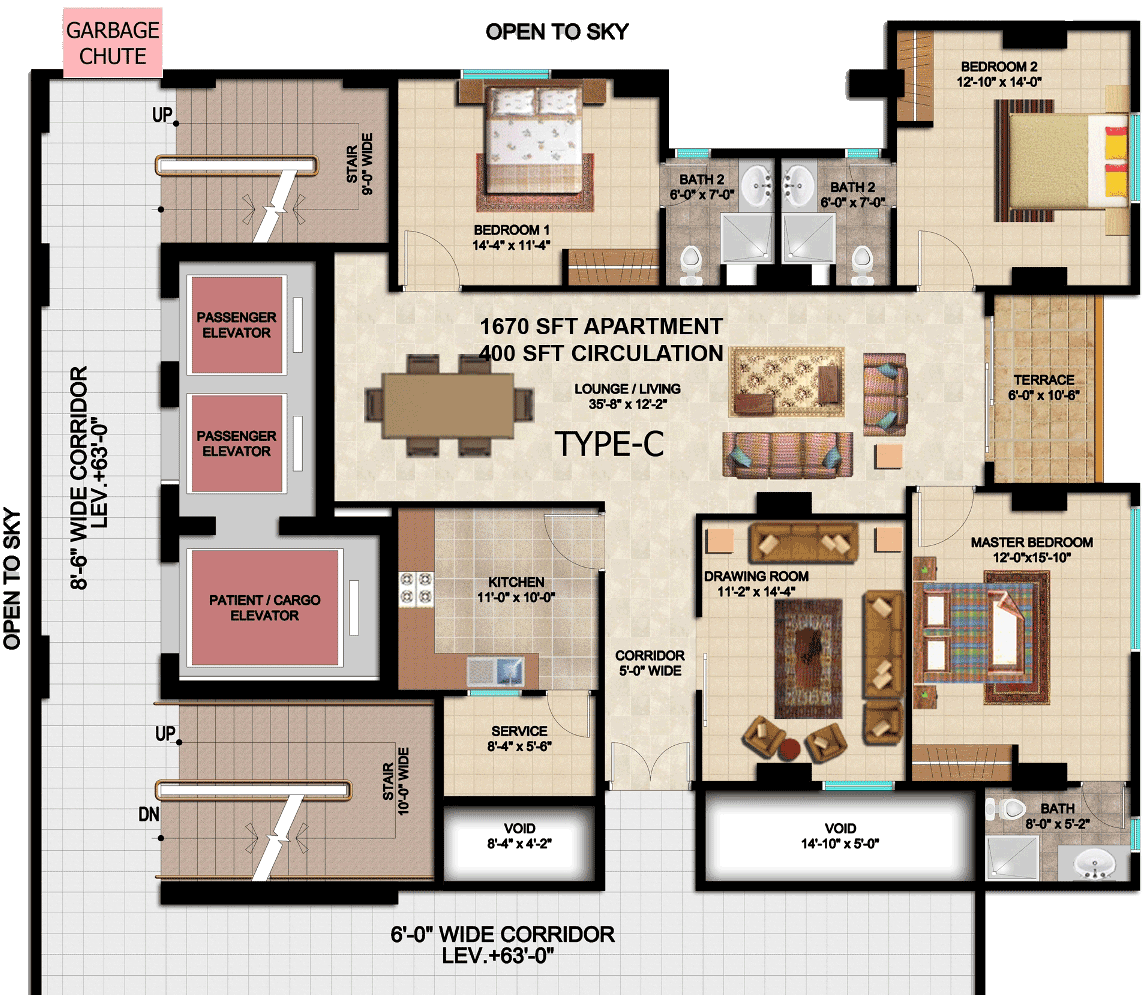 GARBAGE
CHUTE
OPEN TO SKY
BEDROOM 2
12'-10" x 14'-0"
UP
STAIR
9'-0" WIDE
BATH 2
6'-0" x 7'-0"
BATH 2
6'-0" x 7'-0"
BEDROOM 1
14'-4" x 11'-4"
PASSENGER
ELEVATOR
1670 SFT APARTMENT
400 SFT CIRCULATION
LOUNGE / LIVING
35'-8" x 12'-2"
TERRACE
6'-0" x 10'-6"
TYPE-C
PASSENGER
ELEVATOR
8'-6" WIDE CORRIDOR
LEV.+63'-0"
OPEN TO SKY
MASTER BEDROOM
12'-0"x15'-10"
KITCHEN
11'-0" x 10'-0"
DRAWING ROOM
11'-2" x 14'-4"
PATIENT / CARGO
ELEVATOR
CORRIDOR
5'-0" WIDE
UP
SERVICE
8'-4" x 5'-6"
STAIR
10'-0" WIDE
DN
VOID
8'-4" x 4'-2"
VOID
14'-10" x 5'-0"
BATH
8'-0" x 5'-2"
6'-0" WIDE CORRIDOR
LEV.+63'-0"